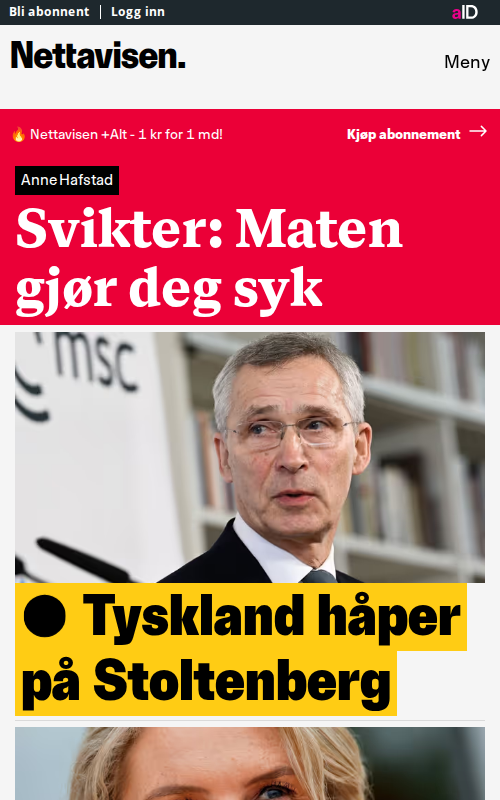 Bli abonnent | Logg inn
aID
Nettavisen.
Meny
🔥 Nettavisen +Alt - 1 kr for 1 md!
Kjøp abonnement →
Anne Hafstad
Svikter: Maten
gjør deg syk
msc
● Tyskland håper
på Stoltenberg